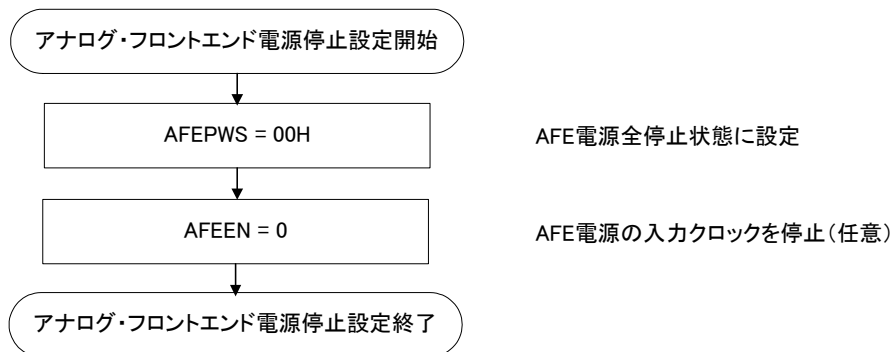 アナログ・フロントエンド電源停止設定開始
AFEPWS = 00H
AFE電源全停止状態に設定
AFEEN = 0
AFE電源の入力クロックを停止(任意)
アナログ・フロントエンド電源停止設定終了